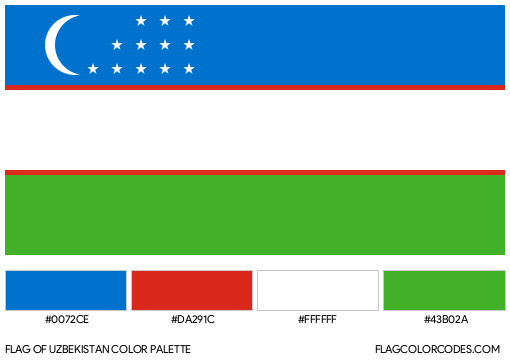 #0072CE #DA291C #FFFFFF #43B02A
FLAG OF UZBEKISTAN COLOR PALETTE FLAGCOLORCODES.COM